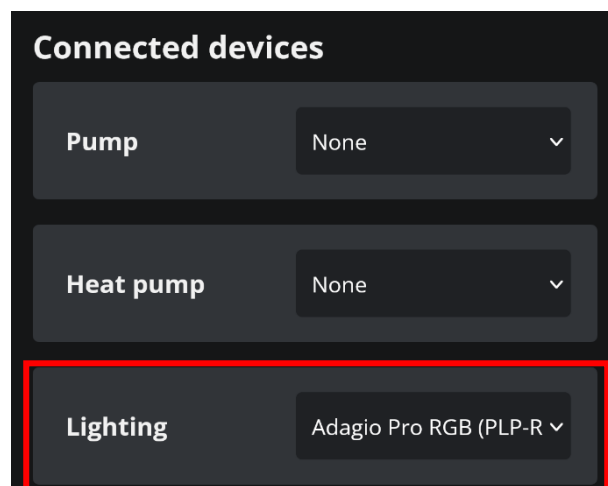 Connected devices
Pump None
Heat pump None
Lighting Adagio Pro RGB (PLP-R